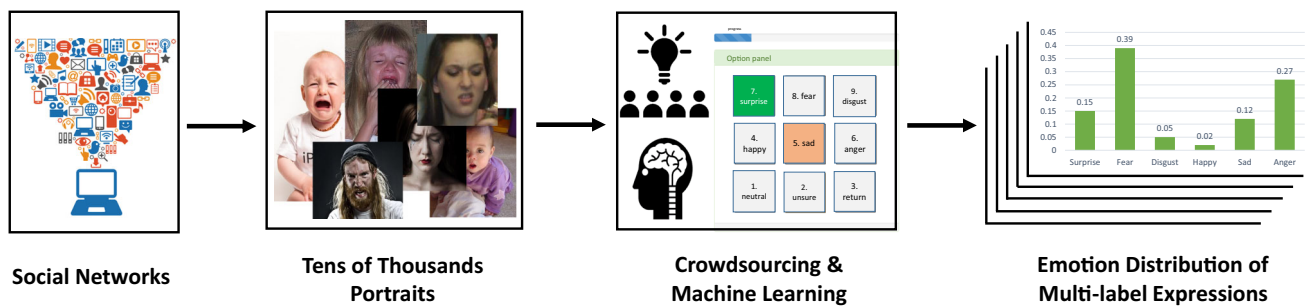 progress
Option panel
7.
surprise
8. fear
9.
disgust
4.
happy
5. sad
6.
anger
1.
neutral
2.
unsure
3.
return
0.45
0.4
0.35
0.3
0.25
0.2
0.15
0.1
0.05
0
0.15
0.39
0.05
0.02
0.12
0.27
Surprise Fear Disgust Happy Sad Anger
Social Networks
Tens of Thousands
Portraits
Crowdsourcing &
Machine Learning
Emotion Distribution of
Multi-label Expressions